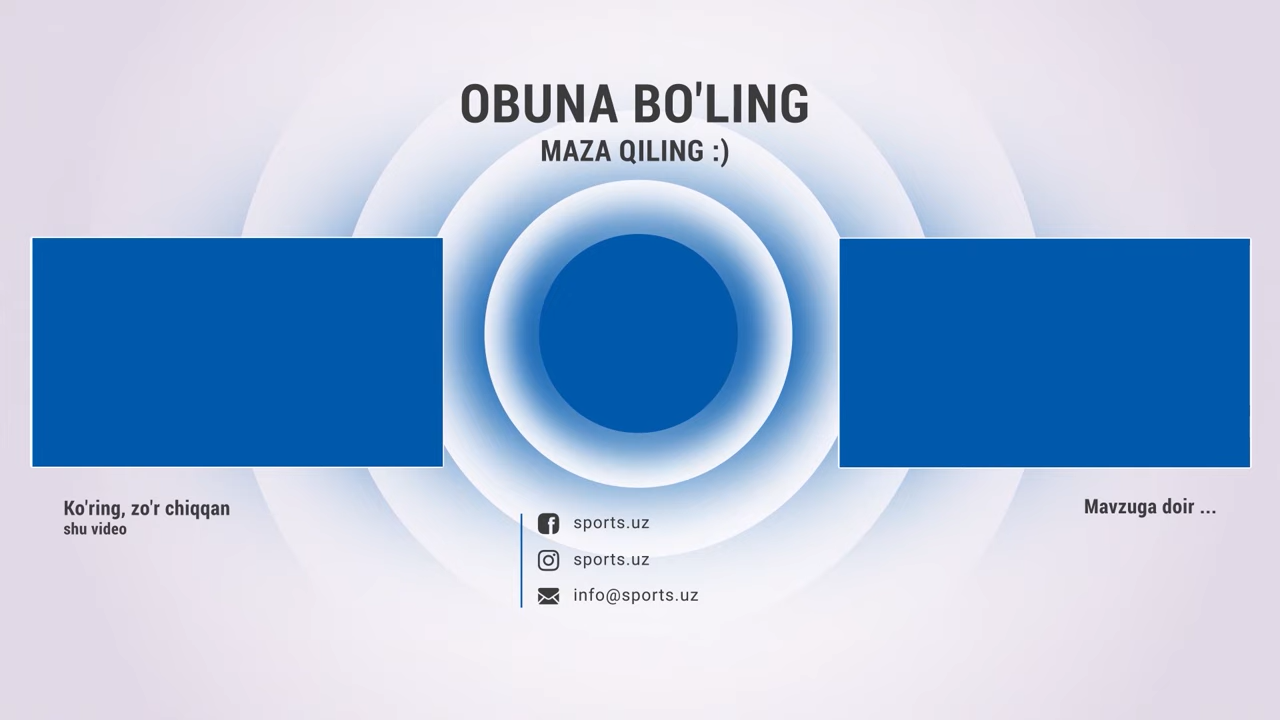 OBUNA BO'LING
MAZA QILING :)
Ko'ring, zo'r chiqqan
shu video
Mavzuga doir ...
sports.uz
sports.uz
info@sports.uz